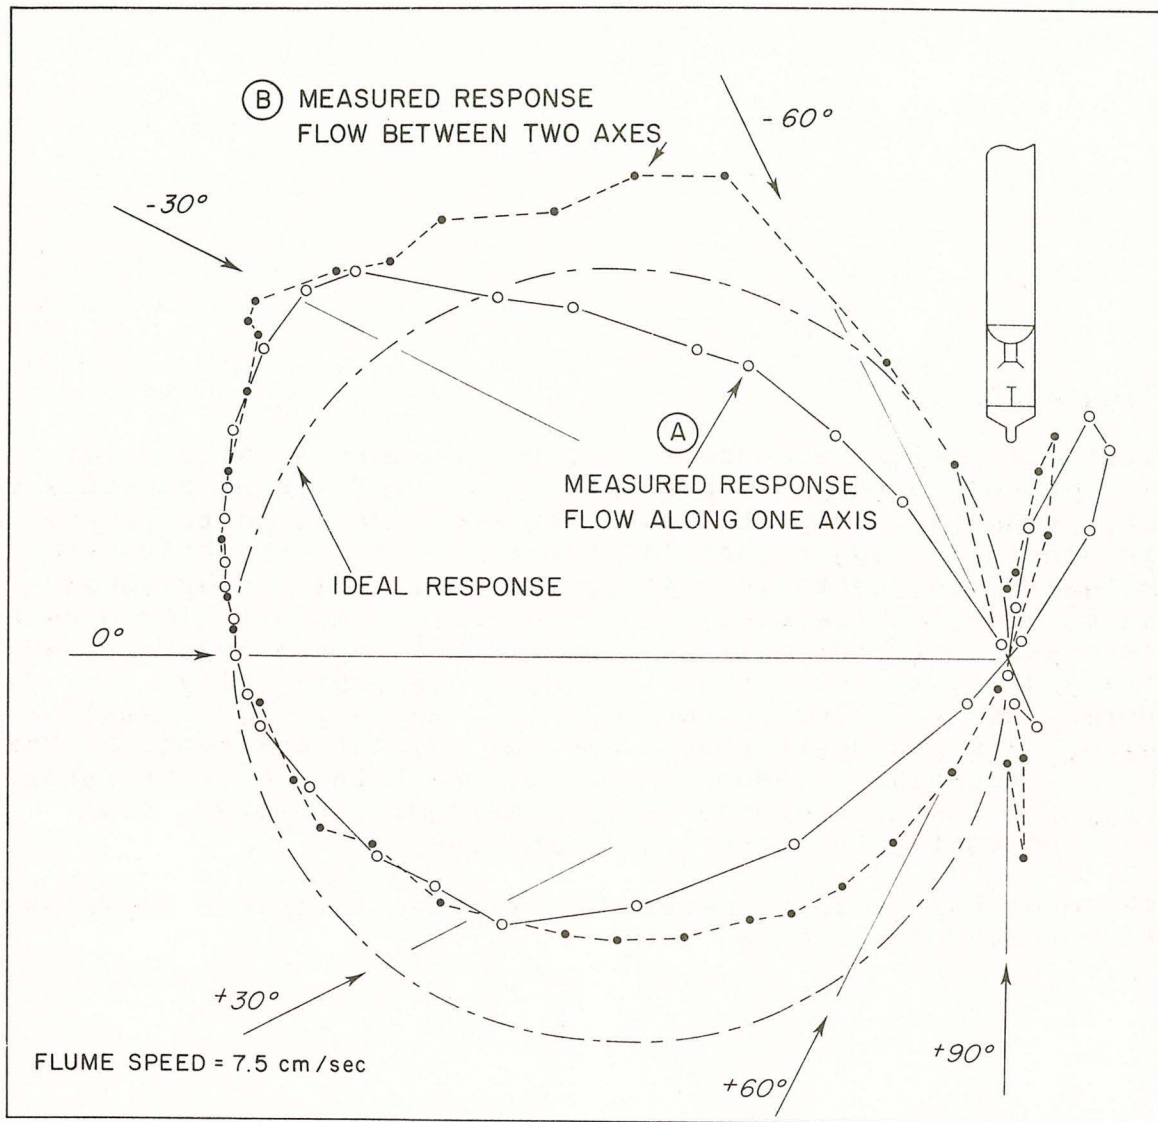 B MEASURED RESPONSE
FLOW BETWEEN TWO AXES
-60°
-30°
A
MEASURED RESPONSE
FLOW ALONG ONE AXIS
IDEAL RESPONSE
0°
+30°
+60°
+90°
FLUME SPEED = 7.5 cm/sec